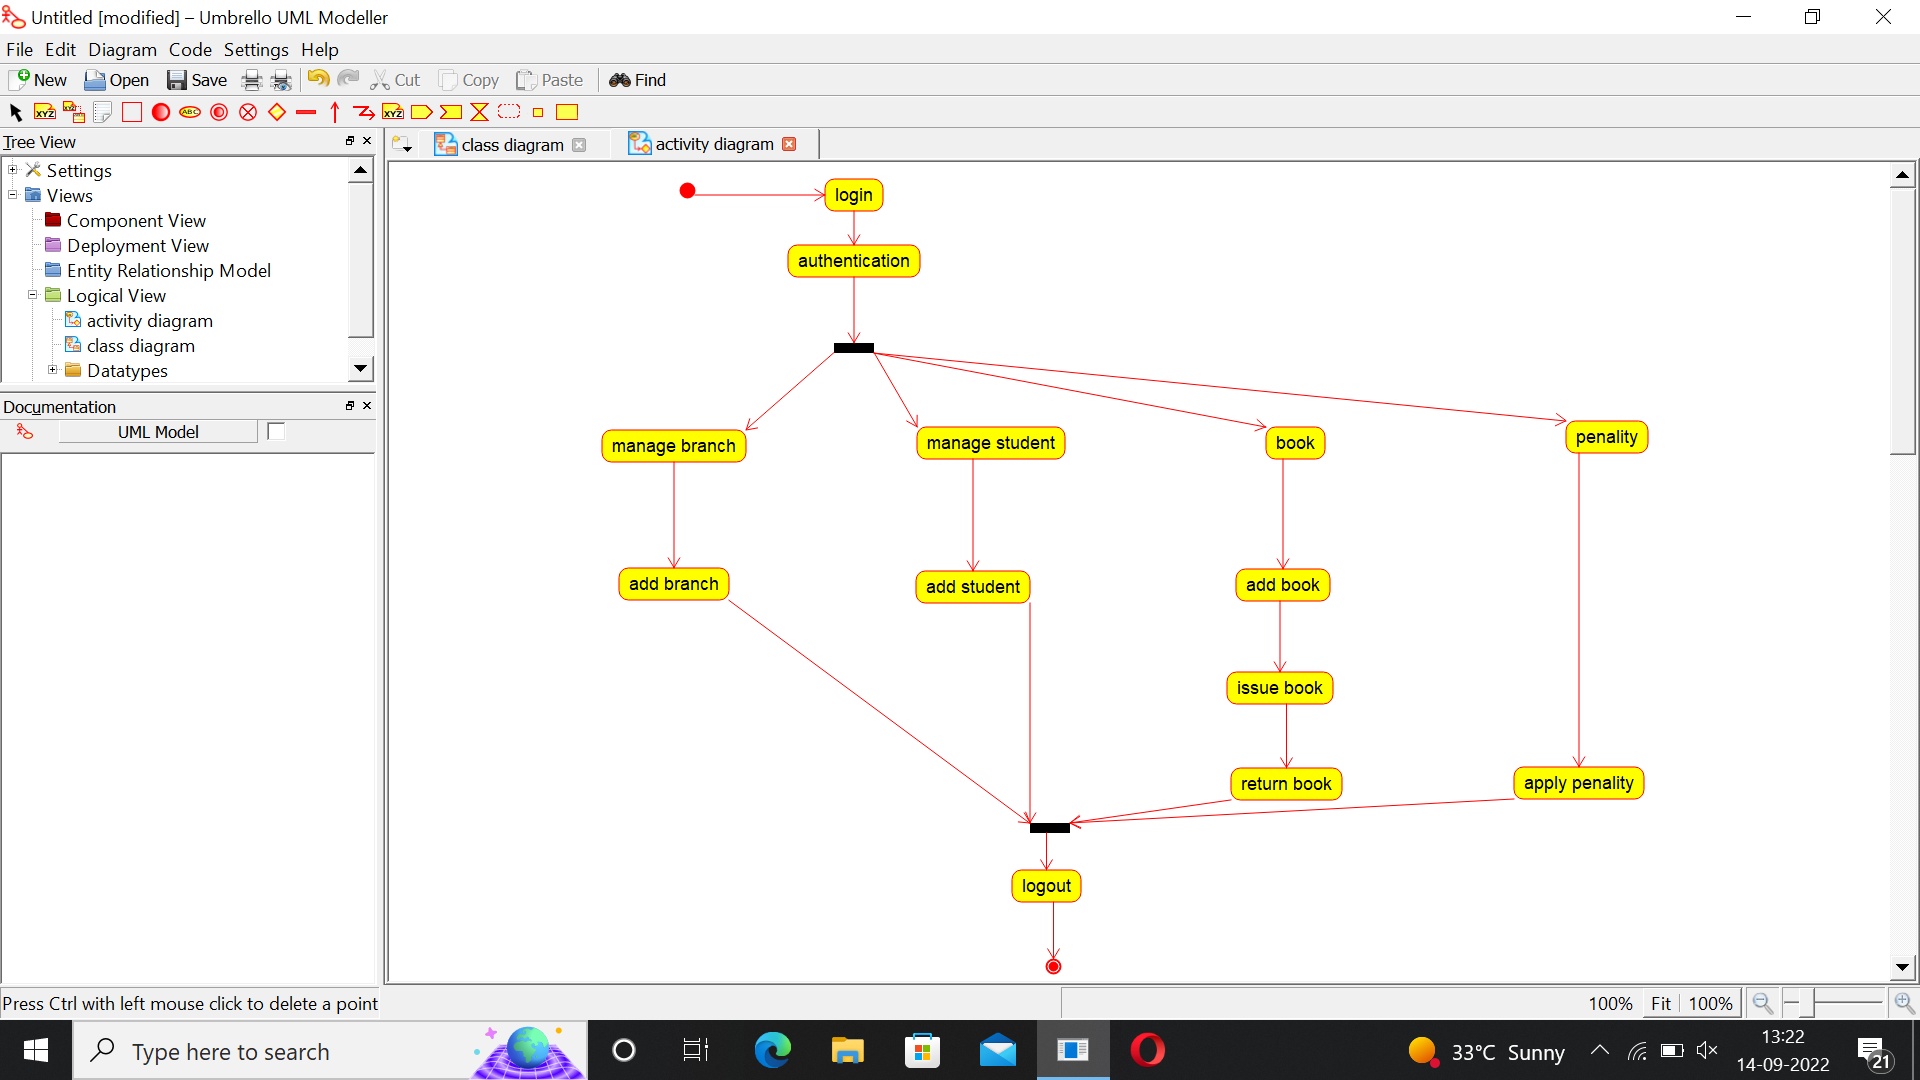 Untitled [modified] – Umbrello UML Modeller
File Edit Diagram Code Settings Help
New Open Save Cut Copy Paste Find
XYZ XYZ ABC XYZ
Tree View
Settings
Views
Component View
Deployment View
Entity Relationship Model
Logical View
activity diagram
class diagram
Datatypes
Documentation
UML Model
class diagram activity diagram
login
authentication
manage branch manage student book penality
add branch add student add book
issue book
return book apply penality
logout
Press Ctrl with left mouse click to delete a point
100% Fit 100%
Type here to search
33°C Sunny
13:22
14-09-2022
21